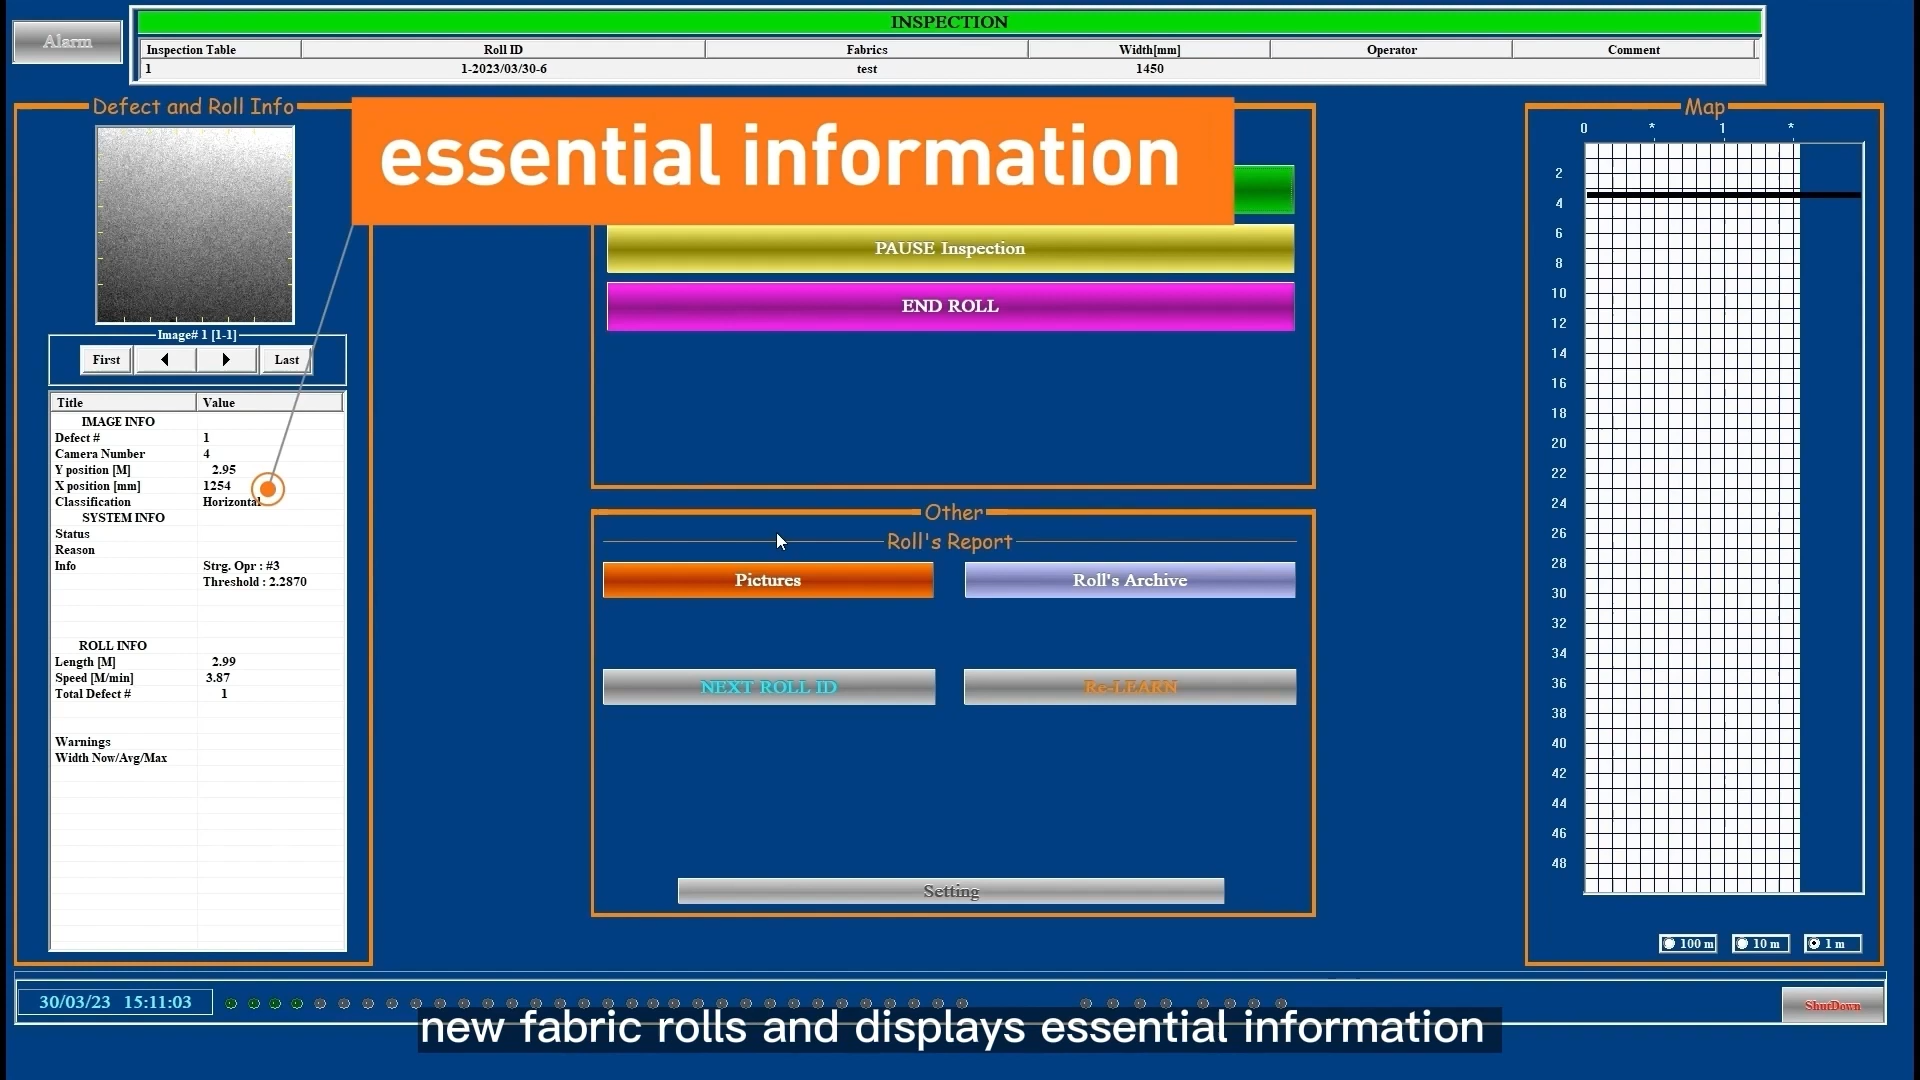 Alarm
INSPECTION
Inspection Table Roll ID Fabrics Width[mm] Operator Comment
1 1-2023/03/30-6 test 1450
Defect and Roll Info
essential information
Image# 1 [1-1]
First Last
Title Value
IMAGE INFO
Defect # 1
Camera Number 4
Y position [M] 2.95
X position [mm] 1254
Classification Horizontal
SYSTEM INFO
Status
Reason
Info Strg. Opr : #3
Threshold : 2.2870
ROLL INFO
Length [M] 2.99
Speed [M/min] 3.87
Total Defect # 1
Warnings
Width Now/Avg/Max
PAUSE Inspection
END ROLL
Other
Roll's Report
Pictures Roll's Archive
NEXT ROLL ID Re-LEARN
Setting
Map
0 * 1 *
2
4
6
8
10
12
14
16
18
20
22
24
26
28
30
32
34
36
38
40
42
44
46
48
100 m 10 m 1 m
30/03/23 15:11:03
ShutDown
new fabric rolls and displays essential information